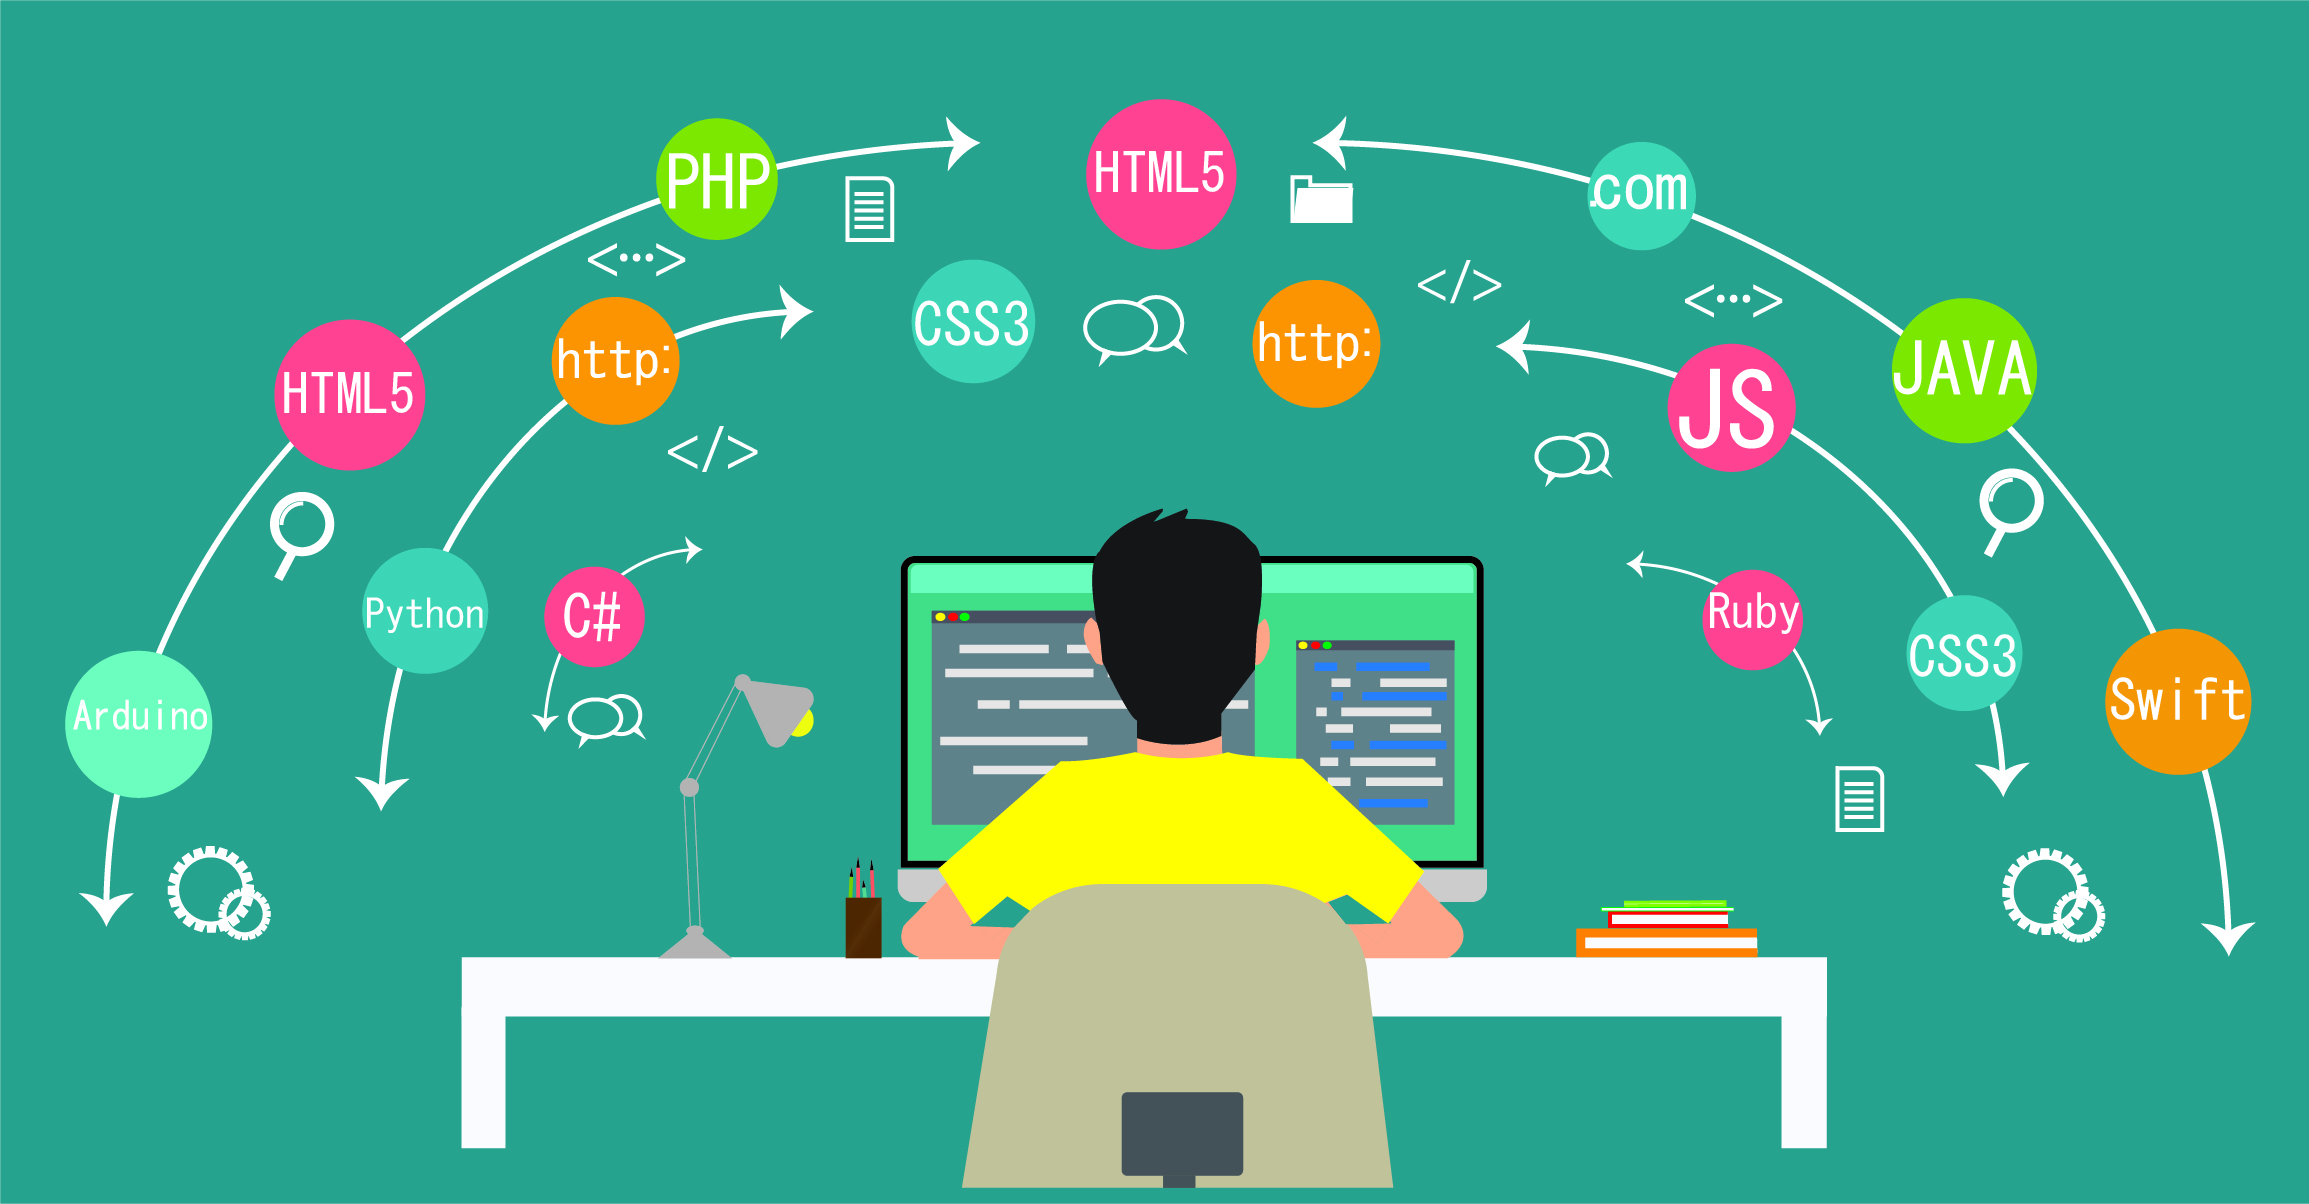 PHP
HTML5
.com
CSS3
http:
http:
HTML5
JS
JAVA
</>
<···>
<···>
</>
Python
C#
Ruby
CSS3
Arduino
Swift